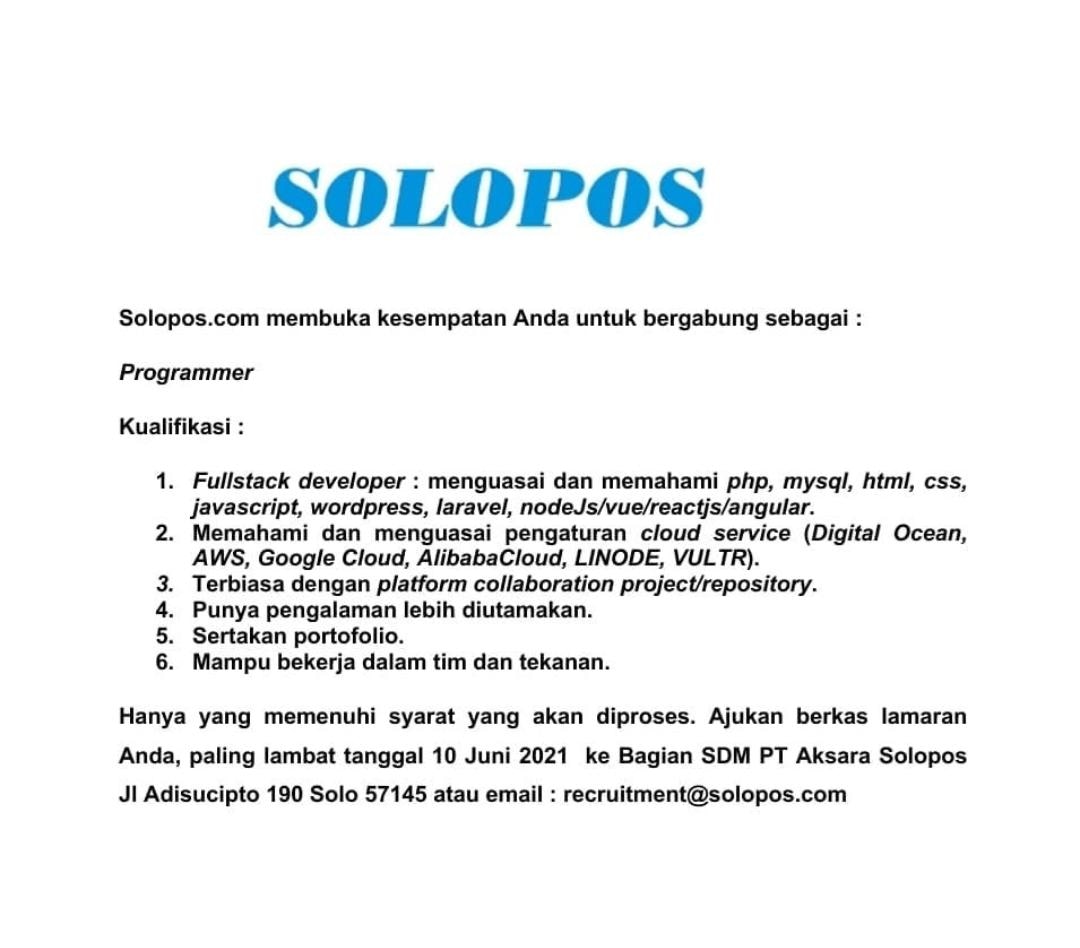 SOLOPOS
Solopos.com membuka kesempatan Anda untuk bergabung sebagai :
Programmer
Kualifikasi :
1. Fullstack developer : menguasai dan memahami php, mysql, html, css,
javascript, wordpress, laravel, nodeJs/vue/reactjs/angular.
2. Memahami dan menguasai pengaturan cloud service (Digital Ocean,
AWS, Google Cloud, AlibabaCloud, LINODE, VULTR).
3. Terbiasa dengan platform collaboration project/repository.
4. Punya pengalaman lebih diutamakan.
5. Sertakan portofolio.
6. Mampu bekerja dalam tim dan tekanan.
Hanya yang memenuhi syarat yang akan diproses. Ajukan berkas lamaran
Anda, paling lambat tanggal 10 Juni 2021 ke Bagian SDM PT Aksara Solopos
Jl Adisucipto 190 Solo 57145 atau email : recruitment@solopos.com